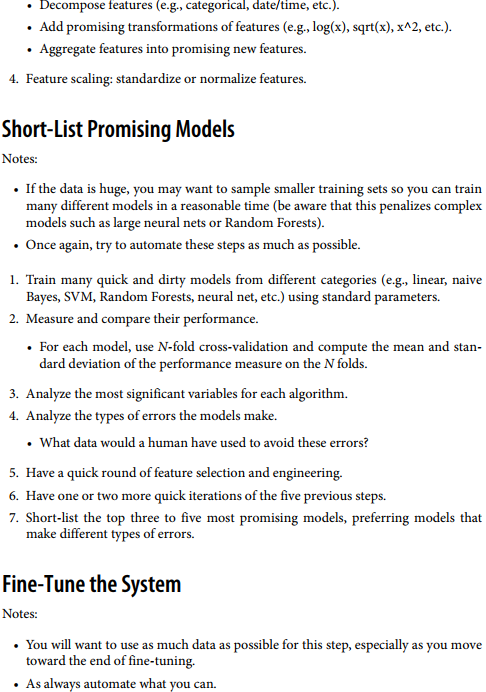 • Decompose features (e.g., categorical, date/time, etc.).
• Add promising transformations of features (e.g., log(x), sqrt(x), x^2, etc.).
• Aggregate features into promising new features.
4. Feature scaling: standardize or normalize features.
Short-List Promising Models
Notes:
• If the data is huge, you may want to sample smaller training sets so you can train
many different models in a reasonable time (be aware that this penalizes complex
models such as large neural nets or Random Forests).
• Once again, try to automate these steps as much as possible.
1. Train many quick and dirty models from different categories (e.g., linear, naive
Bayes, SVM, Random Forests, neural net, etc.) using standard parameters.
2. Measure and compare their performance.
• For each model, use N-fold cross-validation and compute the mean and stan-
dard deviation of the performance measure on the N folds.
3. Analyze the most significant variables for each algorithm.
4. Analyze the types of errors the models make.
• What data would a human have used to avoid these errors?
5. Have a quick round of feature selection and engineering.
6. Have one or two more quick iterations of the five previous steps.
7. Short-list the top three to five most promising models, preferring models that
make different types of errors.
Fine-Tune the System
Notes:
• You will want to use as much data as possible for this step, especially as you move
toward the end of fine-tuning.
• As always automate what you can.